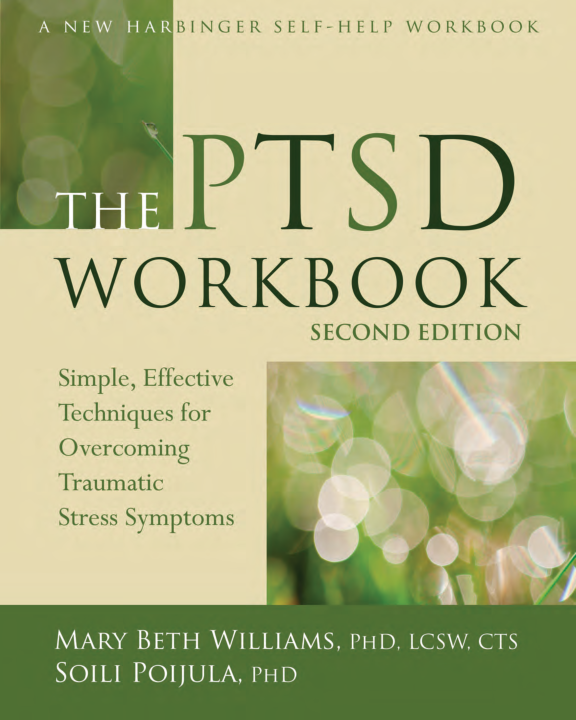 A NEW HARBINGER SELF-HELP WORKBOOK
THE PTSD
WORKBOOK
SECOND EDITION
Simple, Effective
Techniques for
Overcoming
Traumatic
Stress Symptoms
MARY BETH WILLIAMS, PHD, LCSW, CTS
SOILI POIJULA, PHD